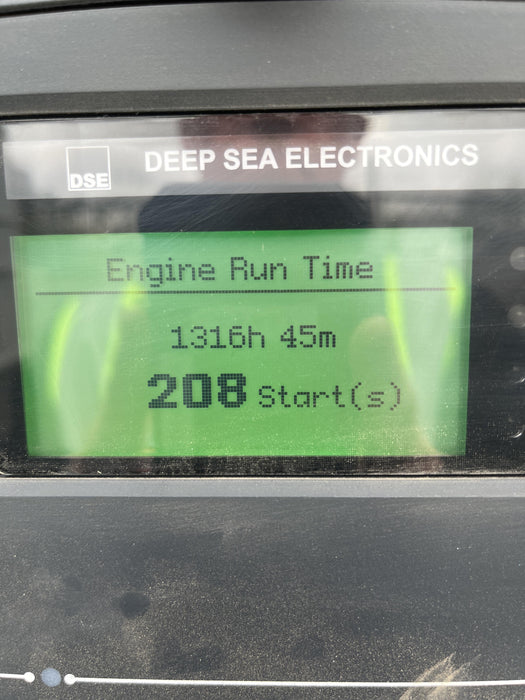 DSE
DEEP SEA ELECTRONICS
Engine Run Time
1316h 45m
208 Start(s)